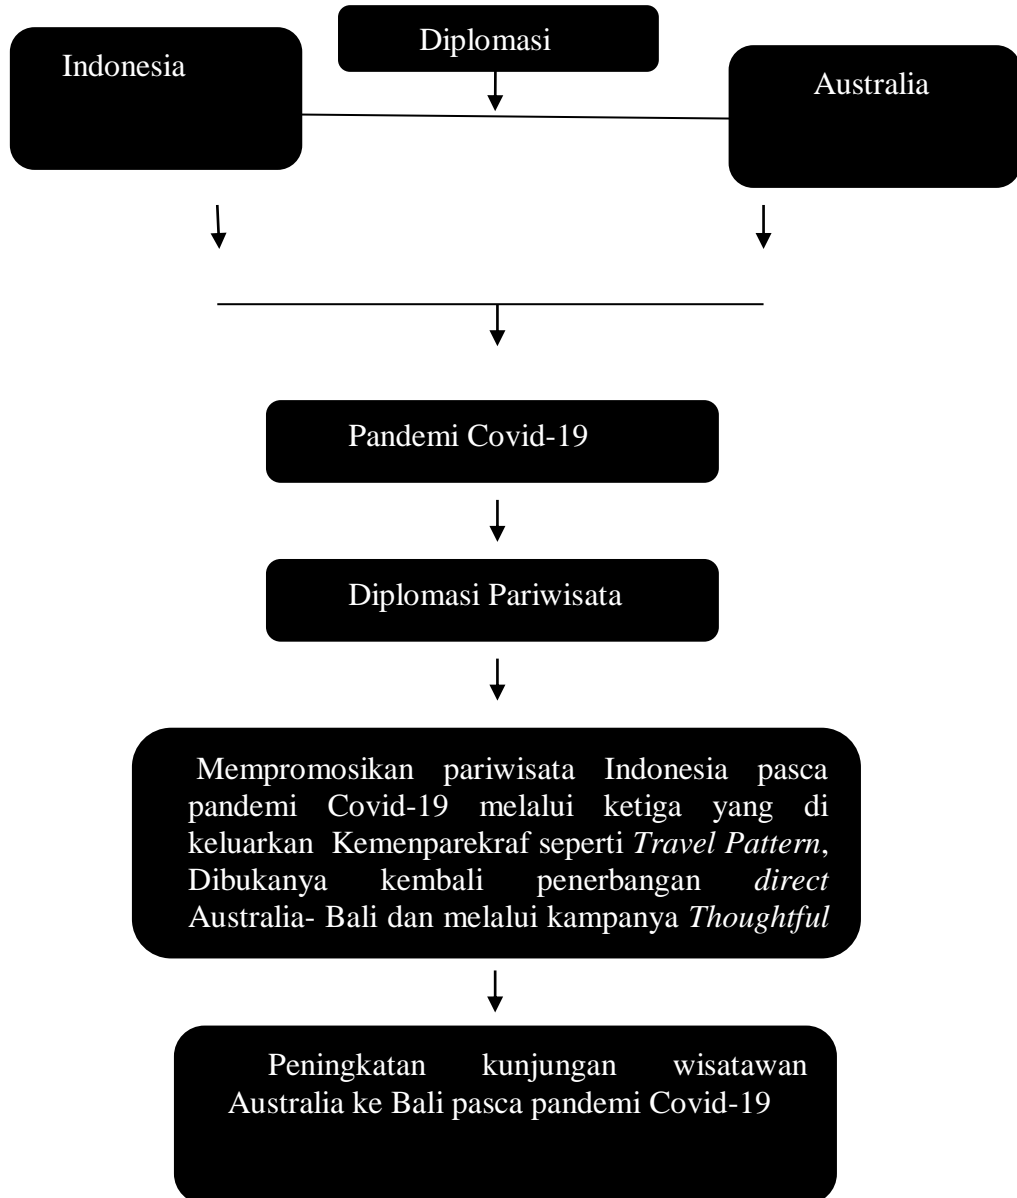 Diplomasi
Indonesia
Australia
Pandemi Covid-19
Diplomasi Pariwisata
Mempromosikan pariwisata Indonesia pasca
pandemi Covid-19 melalui ketiga yang di
keluarkan Kemenparekraf seperti Travel Pattern,
Dibukanya kembali penerbangan direct
Australia- Bali dan melalui kampanya Thoughtful
Peningkatan kunjungan wisatawan
Australia ke Bali pasca pandemi Covid-19